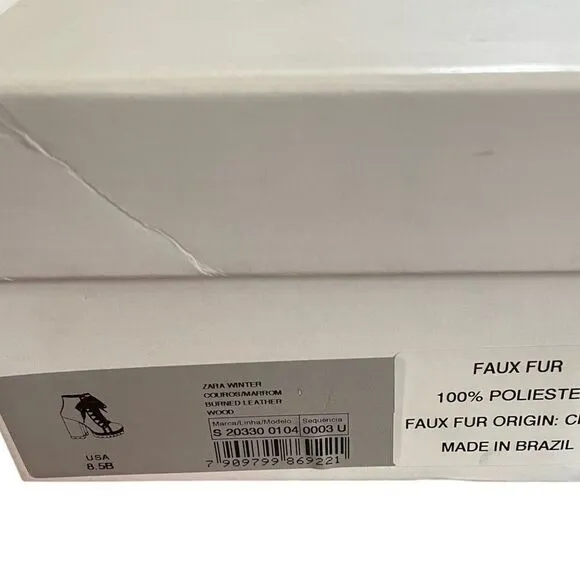 ZARA WINTER
COUROS/MARROM
BURNED LEATHER
WOOD
Marca/Linha/Modelo Sequencia
S 20330 0104 0003 U
7 909799 869221
USA
8.5B
FAUX FUR
100% POLIESTE
FAUX FUR ORIGIN:
MADE IN BRAZIL